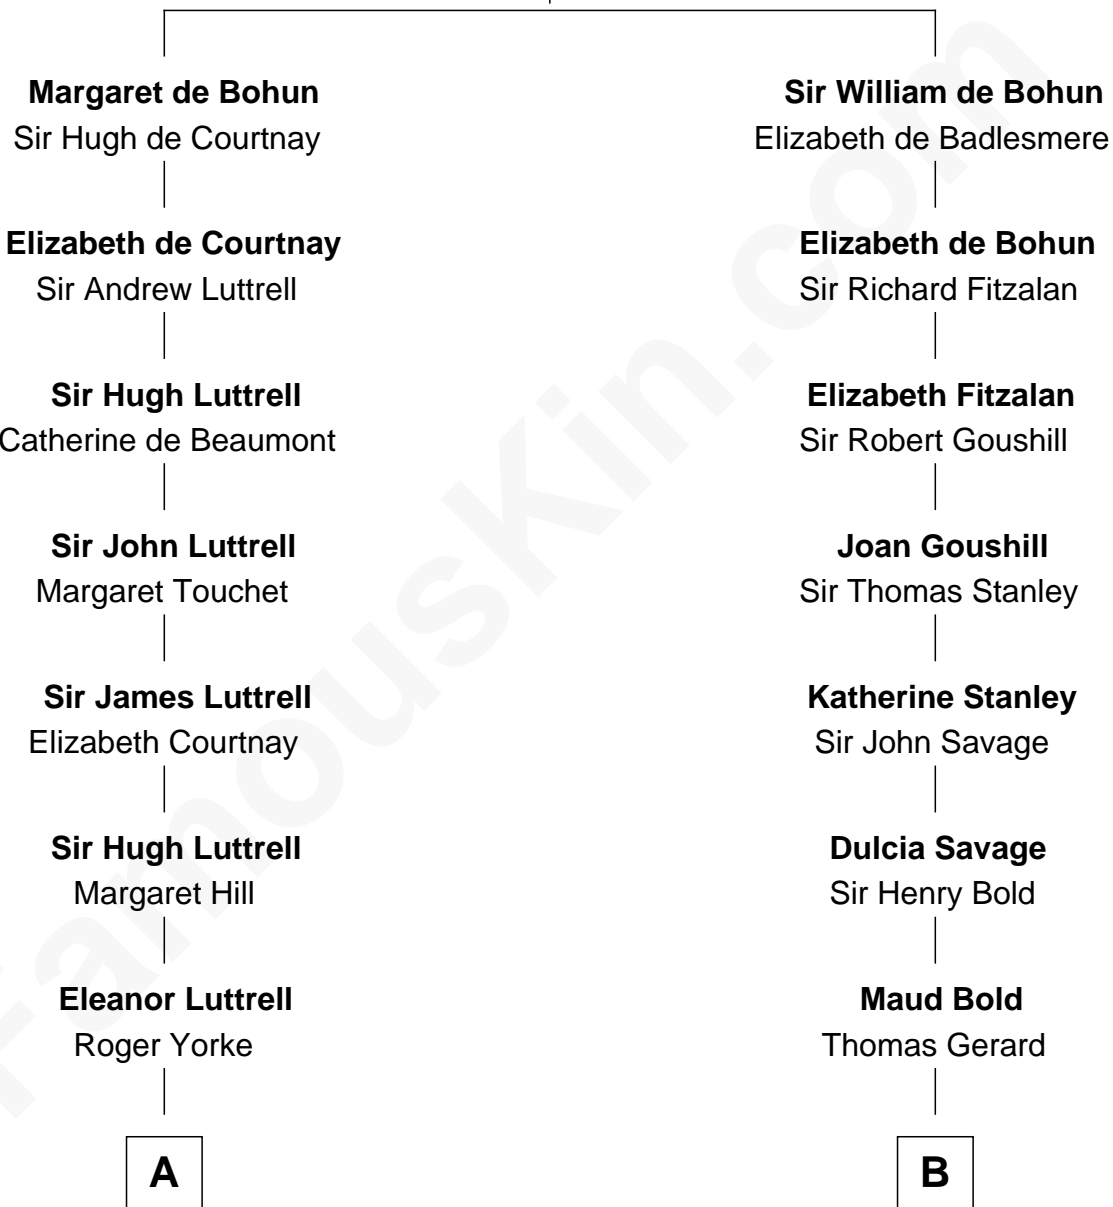 Margaret de Bohun
Sir Hugh de Courtnay
Elizabeth de Courtnay
Sir Andrew Luttrell
Sir Hugh Luttrell
Catherine de Beaumont
Sir John Luttrell
Margaret Touchet
Sir James Luttrell
Elizabeth Courtnay
Sir Hugh Luttrell
Margaret Hill
Eleanor Luttrell
Roger Yorke
A
Sir William de Bohun
Elizabeth de Badlesmere
Elizabeth de Bohun
Sir Richard Fitzalan
Elizabeth Fitzalan
Sir Robert Goushill
Joan Goushill
Sir Thomas Stanley
Katherine Stanley
Sir John Savage
Dulcia Savage
Sir Henry Bold
Maud Bold
Thomas Gerard
B
FamousKin.com